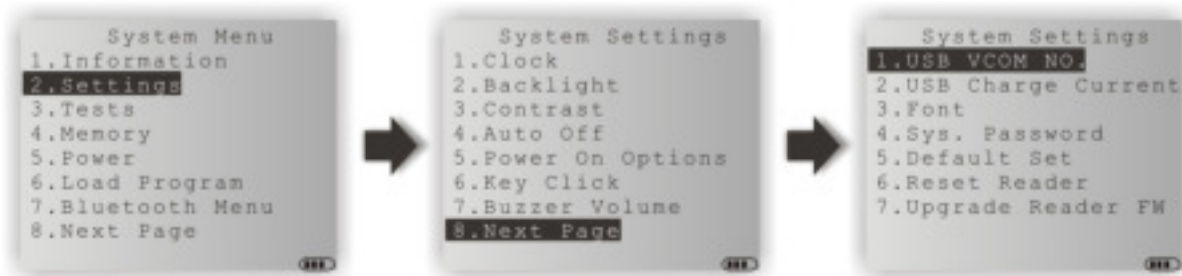 System Menu
1.Information
2.Settings
3.Tests
4.Memory
5.Power
6.Load Program
7.Bluetooth Menu
8.Next Page
System Settings
1.Clock
2.Backlight
3.Contrast
4.Auto Off
5.Power On Options
6.Key Click
7.Buzzer Volume
8.Next Page
System Settings
1.USB VCOM NO.
2.USB Charge Current
3.Font
4.Sys. Password
5.Default Set
6.Reset Reader
7.Upgrade Reader FW